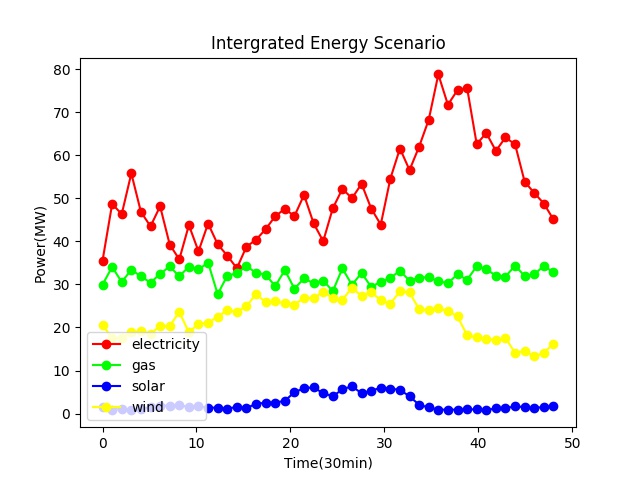 Intergrated Energy Scenario
Power(MW)
80
70
60
50
40
30
20
10
0
electricity
gas
solar
wind
0 10 20 30 40 50
Time(30min)